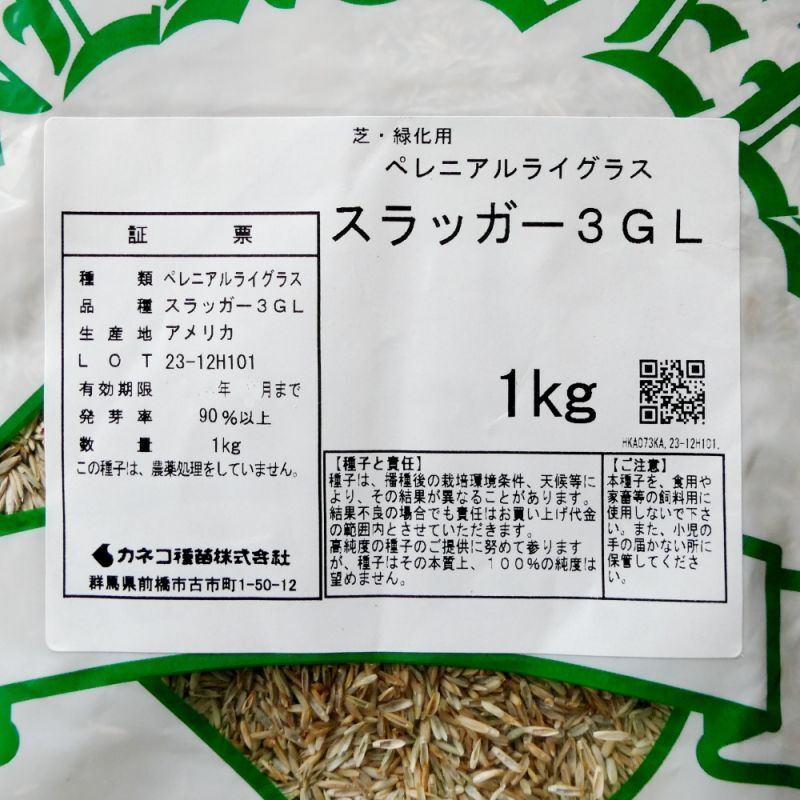 芝・緑化用
ペレニアルライグラス
スラッガー３ＧＬ
証 票
種 類 ペレニアルライグラス
品 種 スラッガー３ＧＬ
生 産 地 アメリカ
Ｌ Ｏ Ｔ 23-12H101
有効期限 年 月まで
発 芽 率 90％以上
数 量 1kg
この種子は、農薬処理をしていません。
カネコ種苗株式会社
群馬県前橋市古市町1-50-12
1kg
HKA073KA, 23-12H101,
【種子と責任】
種子は、播種後の栽培環境条件、天候等に
より、その結果が異なることがあります。
結果不良の場合でも責任はお買い上げ代金
の範囲内とさせていただきます。
高純度の種子のご提供に努めて参ります
が、種子はその本質上、１００％の純度は
望めません。
【ご注意】
本種子を、食用や
家畜等の飼料用に
使用しないで下さ
い。また、小児の
手の届かない所に
保管してくださ
い。